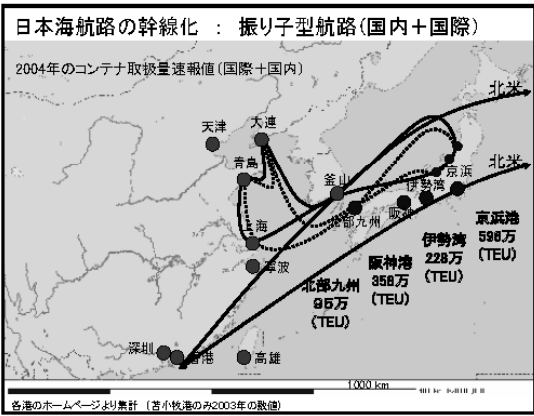 日本海航路の幹線化 : 振り子型航路(国内+国際)
2004年のコンテナ取扱量速報値(国際+国内)
北米
天津
大連
青島
北米
釜山
京浜
伊勢湾
北部九州
阪神
上海
寧波
京浜港
596万
(TEU)
伊勢湾
228万
(TEU)
阪神港
358万
(TEU)
北部九州
95万
(TEU)
深圳
香港
高雄
1000 km
各港のホームページより集計 (苫小牧港のみ2003年の数値)